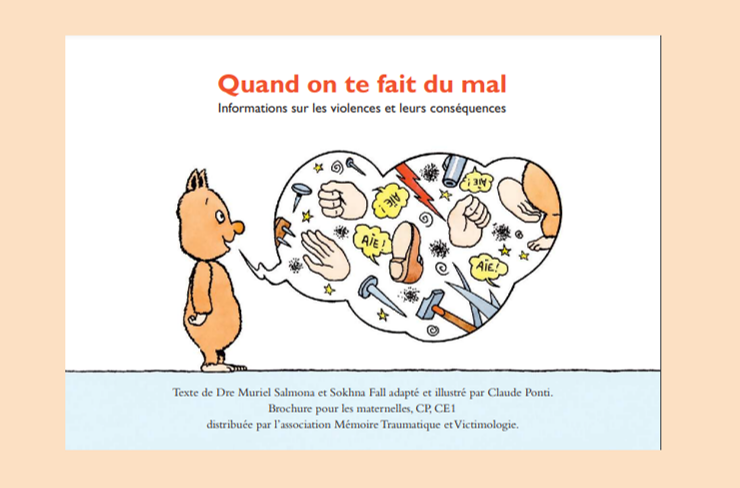 Quand on te fait du mal
Informations sur les violences et leurs conséquences
AÏE!
AÏE!
AÏE!
AÏE!
Texte de Dre Muriel Salmona et Sokhna Fall adapté et illustré par Claude Ponti.
Brochure pour les maternelles, CP, CE1
distribuée par l'association Mémoire Traumatique et Victimologie.